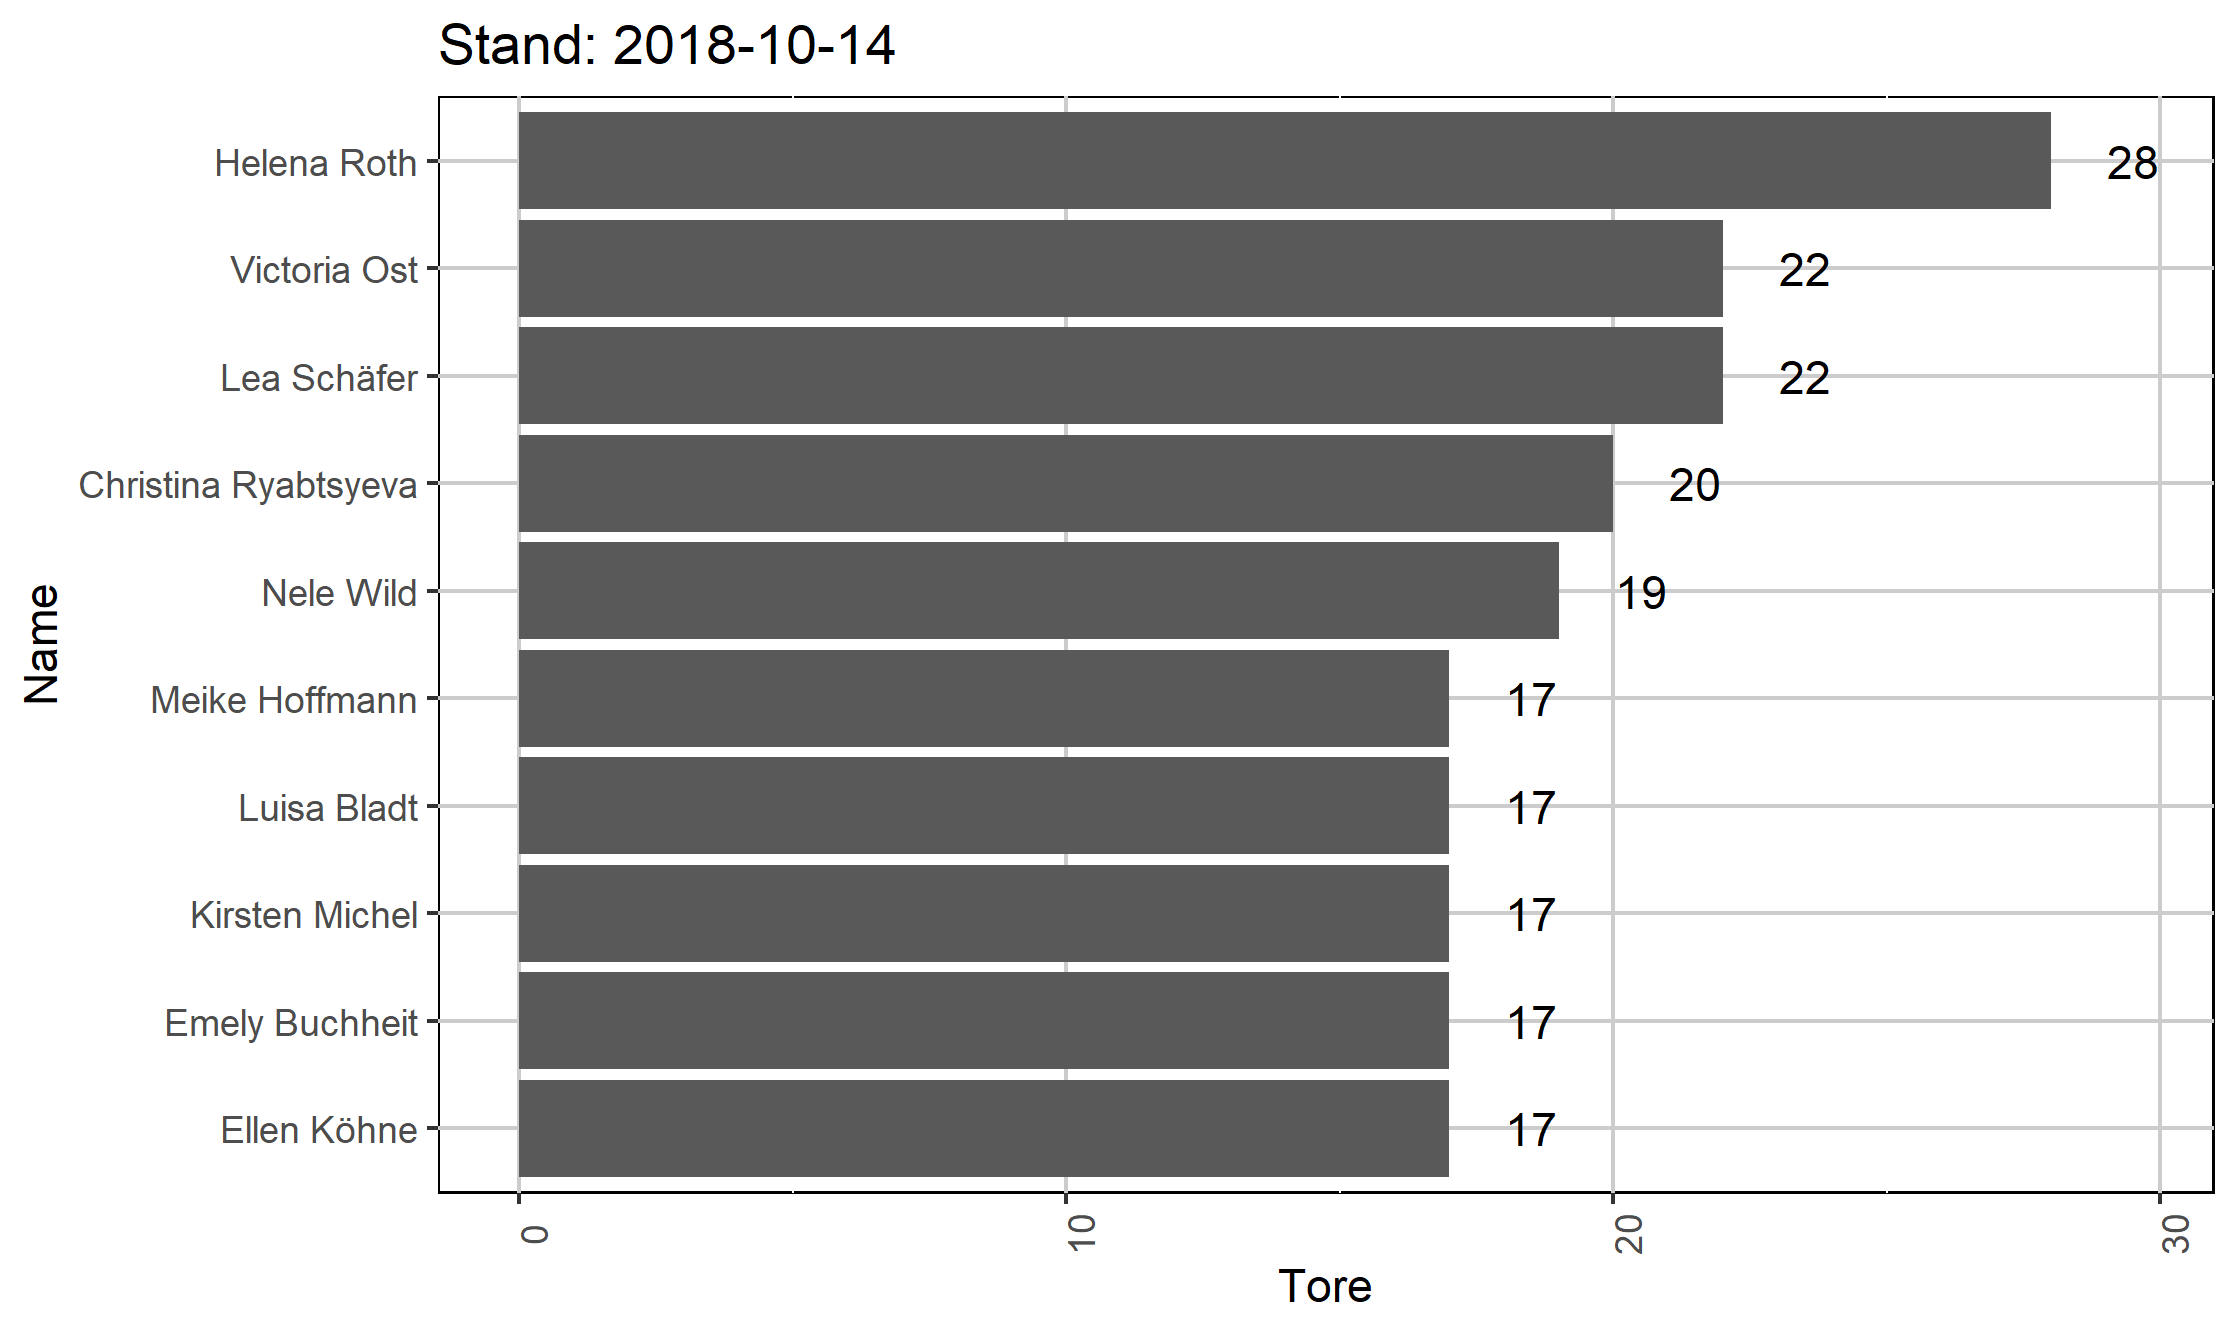 Stand: 2018-10-14
Name
Helena Roth 28
Victoria Ost 22
Lea Schäfer 22
Christina Ryabtsyeva 20
Nele Wild 19
Meike Hoffmann 17
Luisa Bladt 17
Kirsten Michel 17
Emely Buchheit 17
Ellen Köhne 17
0 10 20 30
Tore